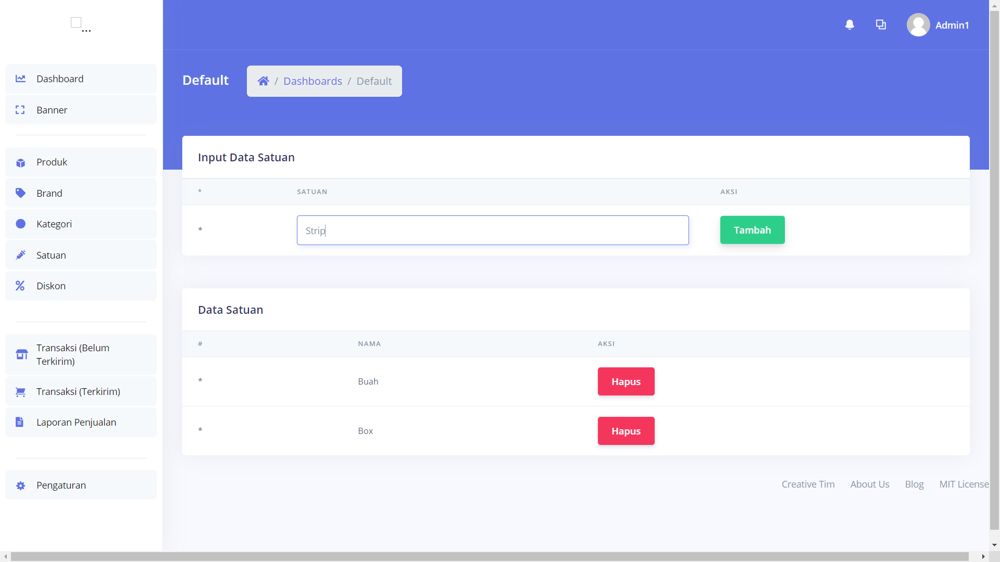 ...
Admin1
Dashboard
Banner
Produk
Brand
Kategori
Satuan
Diskon
Transaksi (Belum
Terkirim)
Transaksi (Terkirim)
Laporan Penjualan
Pengaturan
Default
/ Dashboards / Default
Input Data Satuan
* SATUAN AKSI
* Strip Tambah
Data Satuan
# NAMA AKSI
* Buah Hapus
* Box Hapus
Creative Tim About Us Blog MIT License